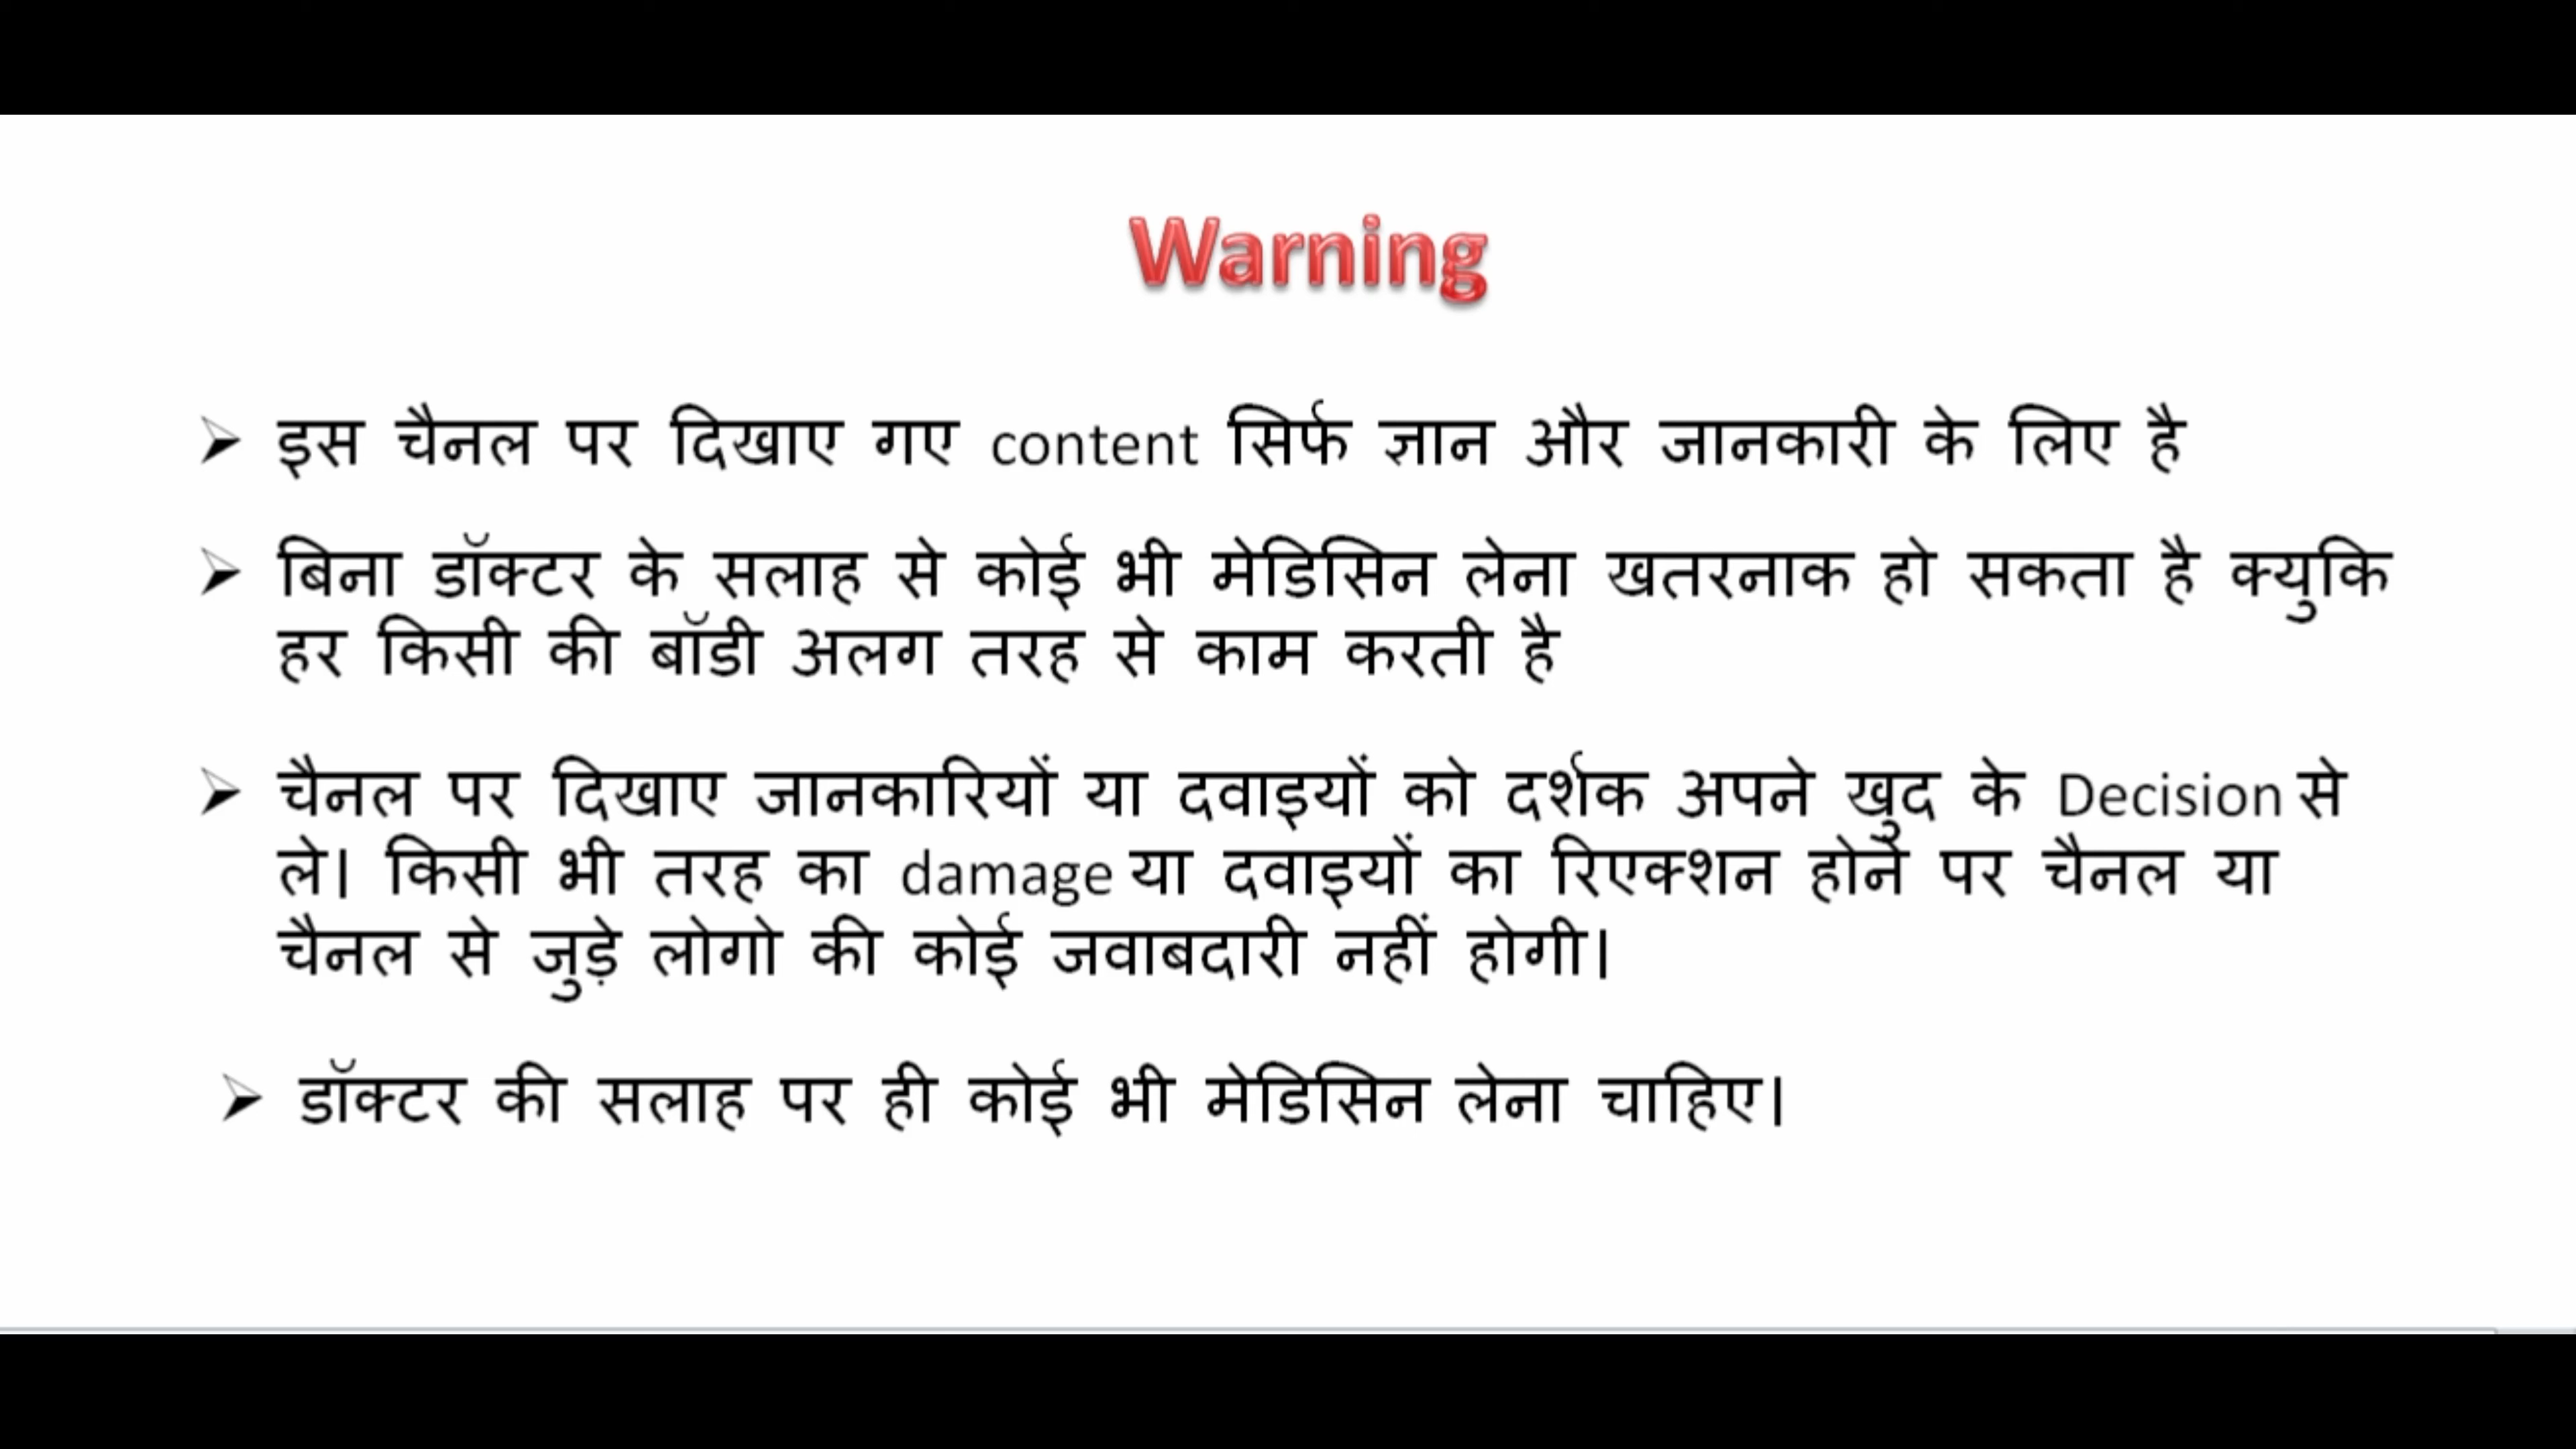 Warning
➢ इस चैनल पर दिखाए गए content सिर्फ ज्ञान और जानकारी के लिए है
➢ बिना डॉक्टर के सलाह से कोई भी मेडिसिन लेना खतरनाक हो सकता है क्युकि
हर किसी की बॉडी अलग तरह से काम करती है
➢ चैनल पर दिखाए जानकारियों या दवाइयों को दर्शक अपने खुद के Decision से
ले। किसी भी तरह का damage या दवाइयों का रिएक्शन होने पर चैनल या
चैनल से जुड़े लोगो की कोई जवाबदारी नहीं होगी।
➢ डॉक्टर की सलाह पर ही कोई भी मेडिसिन लेना चाहिए।